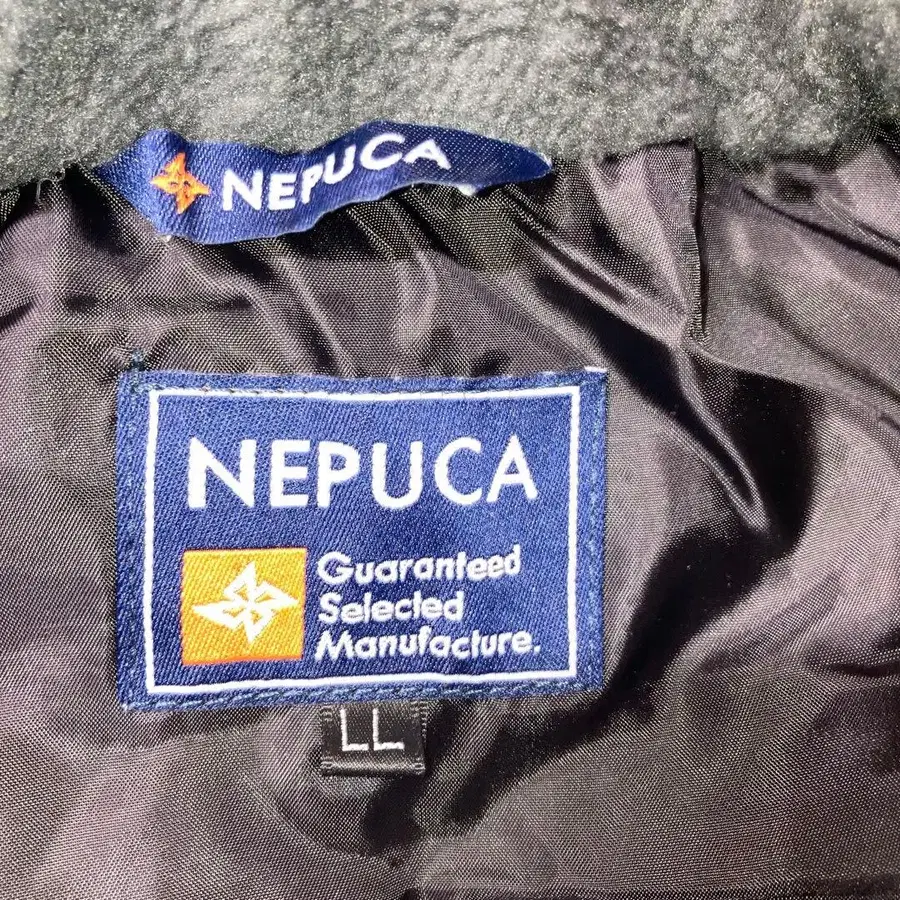 NEPUCA
NEPUCA
Guaranteed
Selected
Manufacture.
LL